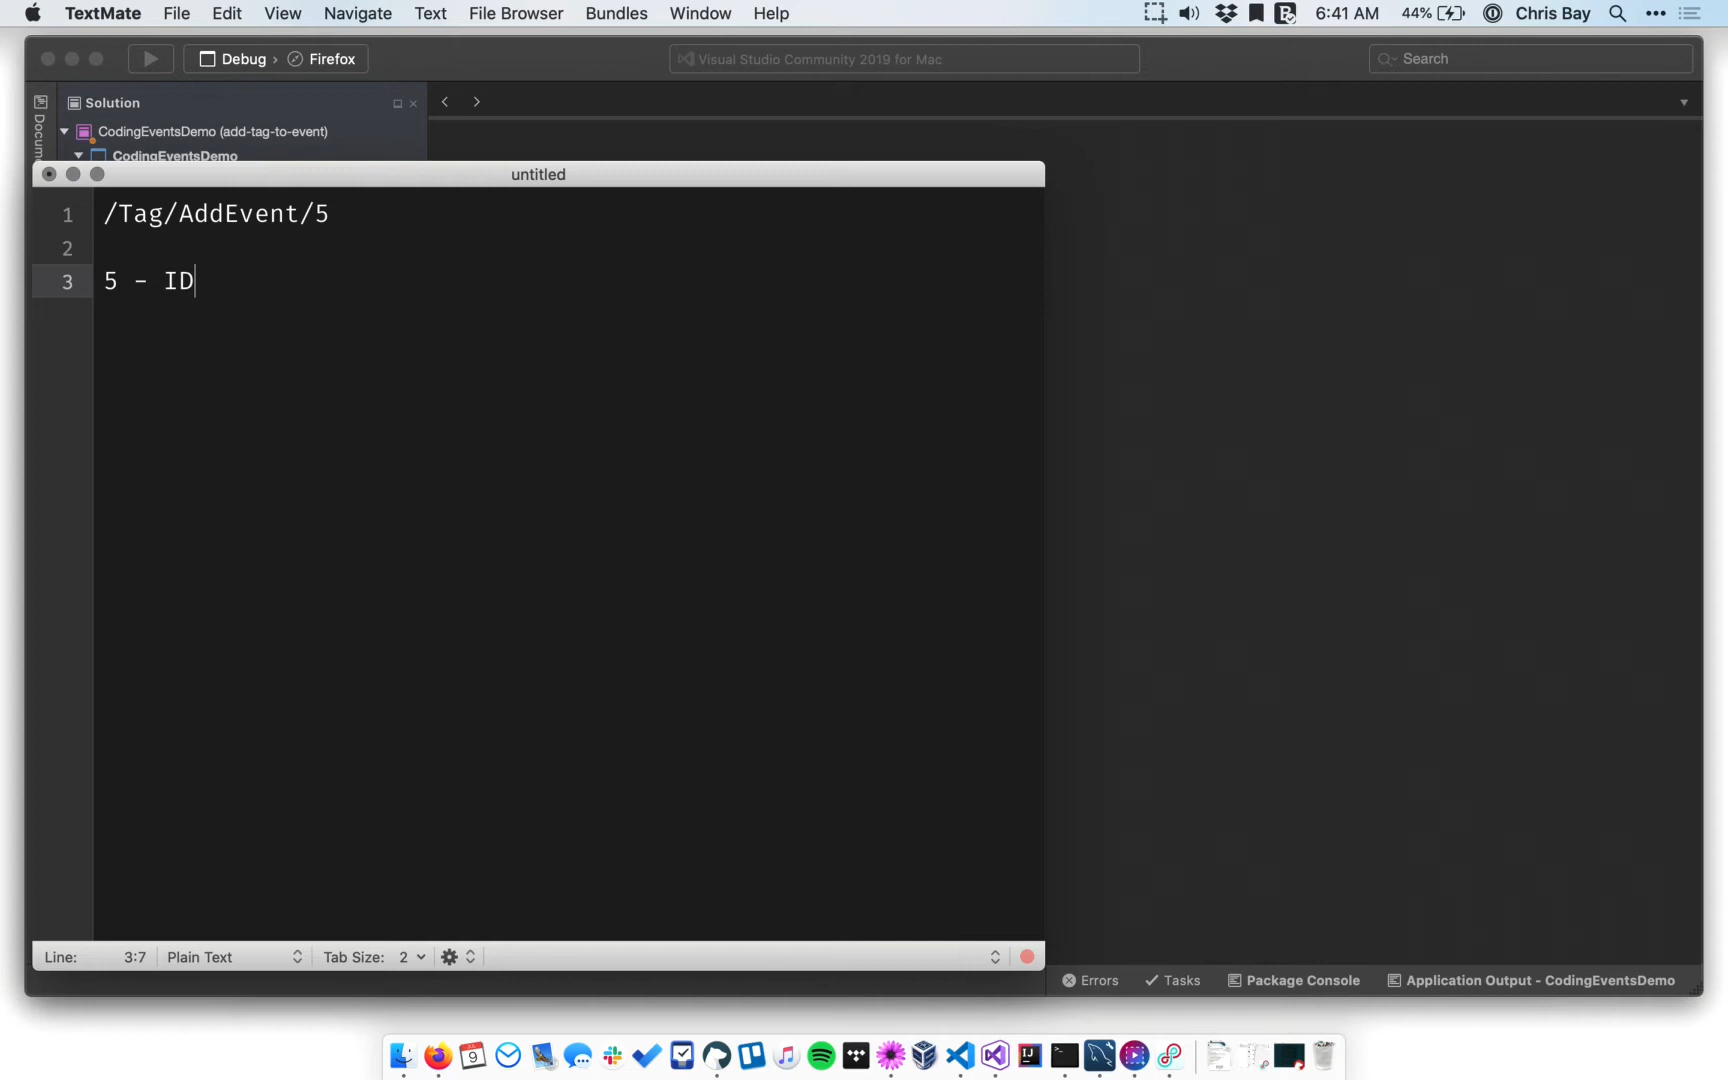 TextMate File Edit View Navigate Text File Browser Bundles Window Help 6:41 AM 44% Chris Bay
Debug › Firefox Visual Studio Community 2019 for Mac Search
Solution
CodingEventsDemo (add-tag-to-event)
CodingEventsDemo
untitled
1 /Tag/AddEvent/5
2
3 5 - ID
Line: 3:7 Plain Text Tab Size: 2
Errors Tasks Package Console Application Output - CodingEventsDemo